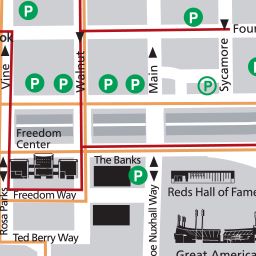 P
P
Four
ok
Vine
Walnut
Main
Sycamore
P
P
P
P
P
P
Freedom
Center
The Banks
P
Reds Hall of Fame
Freedom Way
Rosa Parks
Joe Nuxhall Way
Ted Berry Way
Great America